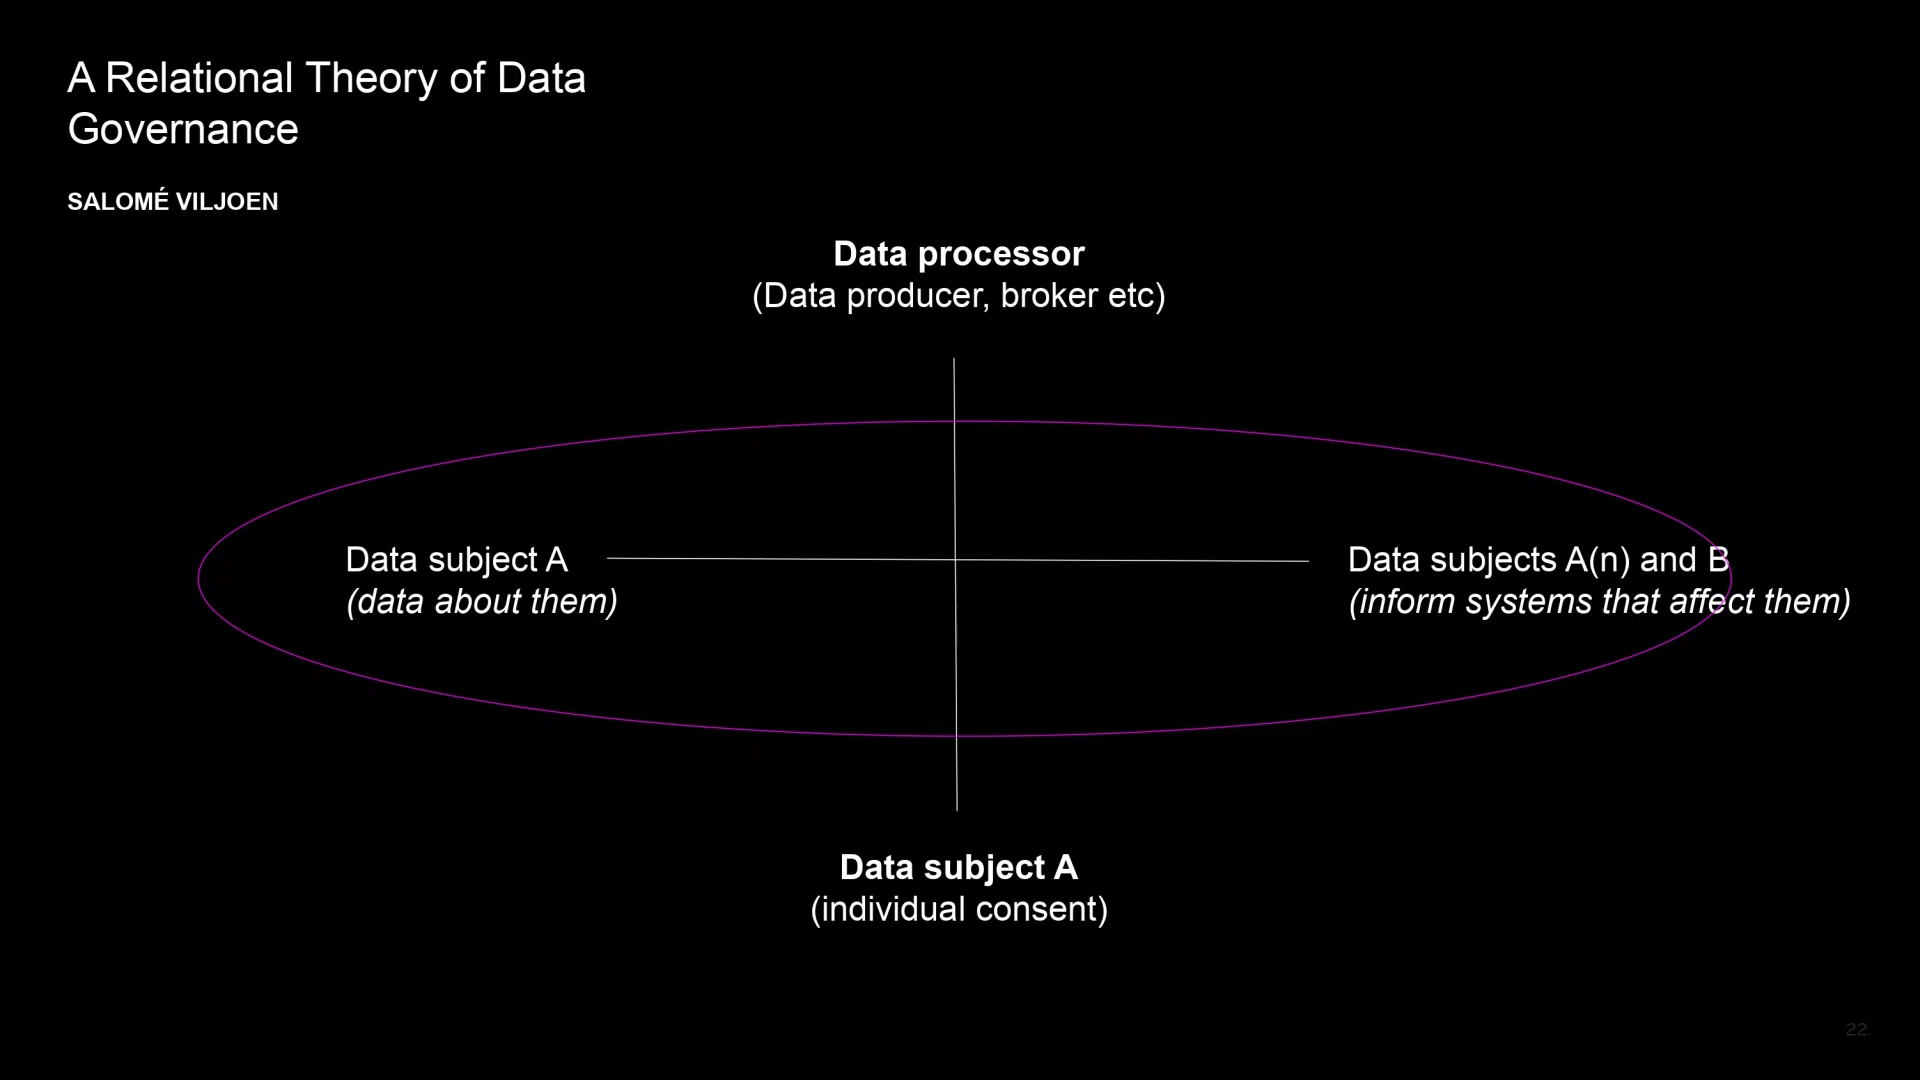 A Relational Theory of Data
Governance
SALOMÉ VILJOEN
Data processor
(Data producer, broker etc)
Data subject A
(data about them)
Data subjects A(n) and B
(inform systems that affect them)
Data subject A
(individual consent)
22.